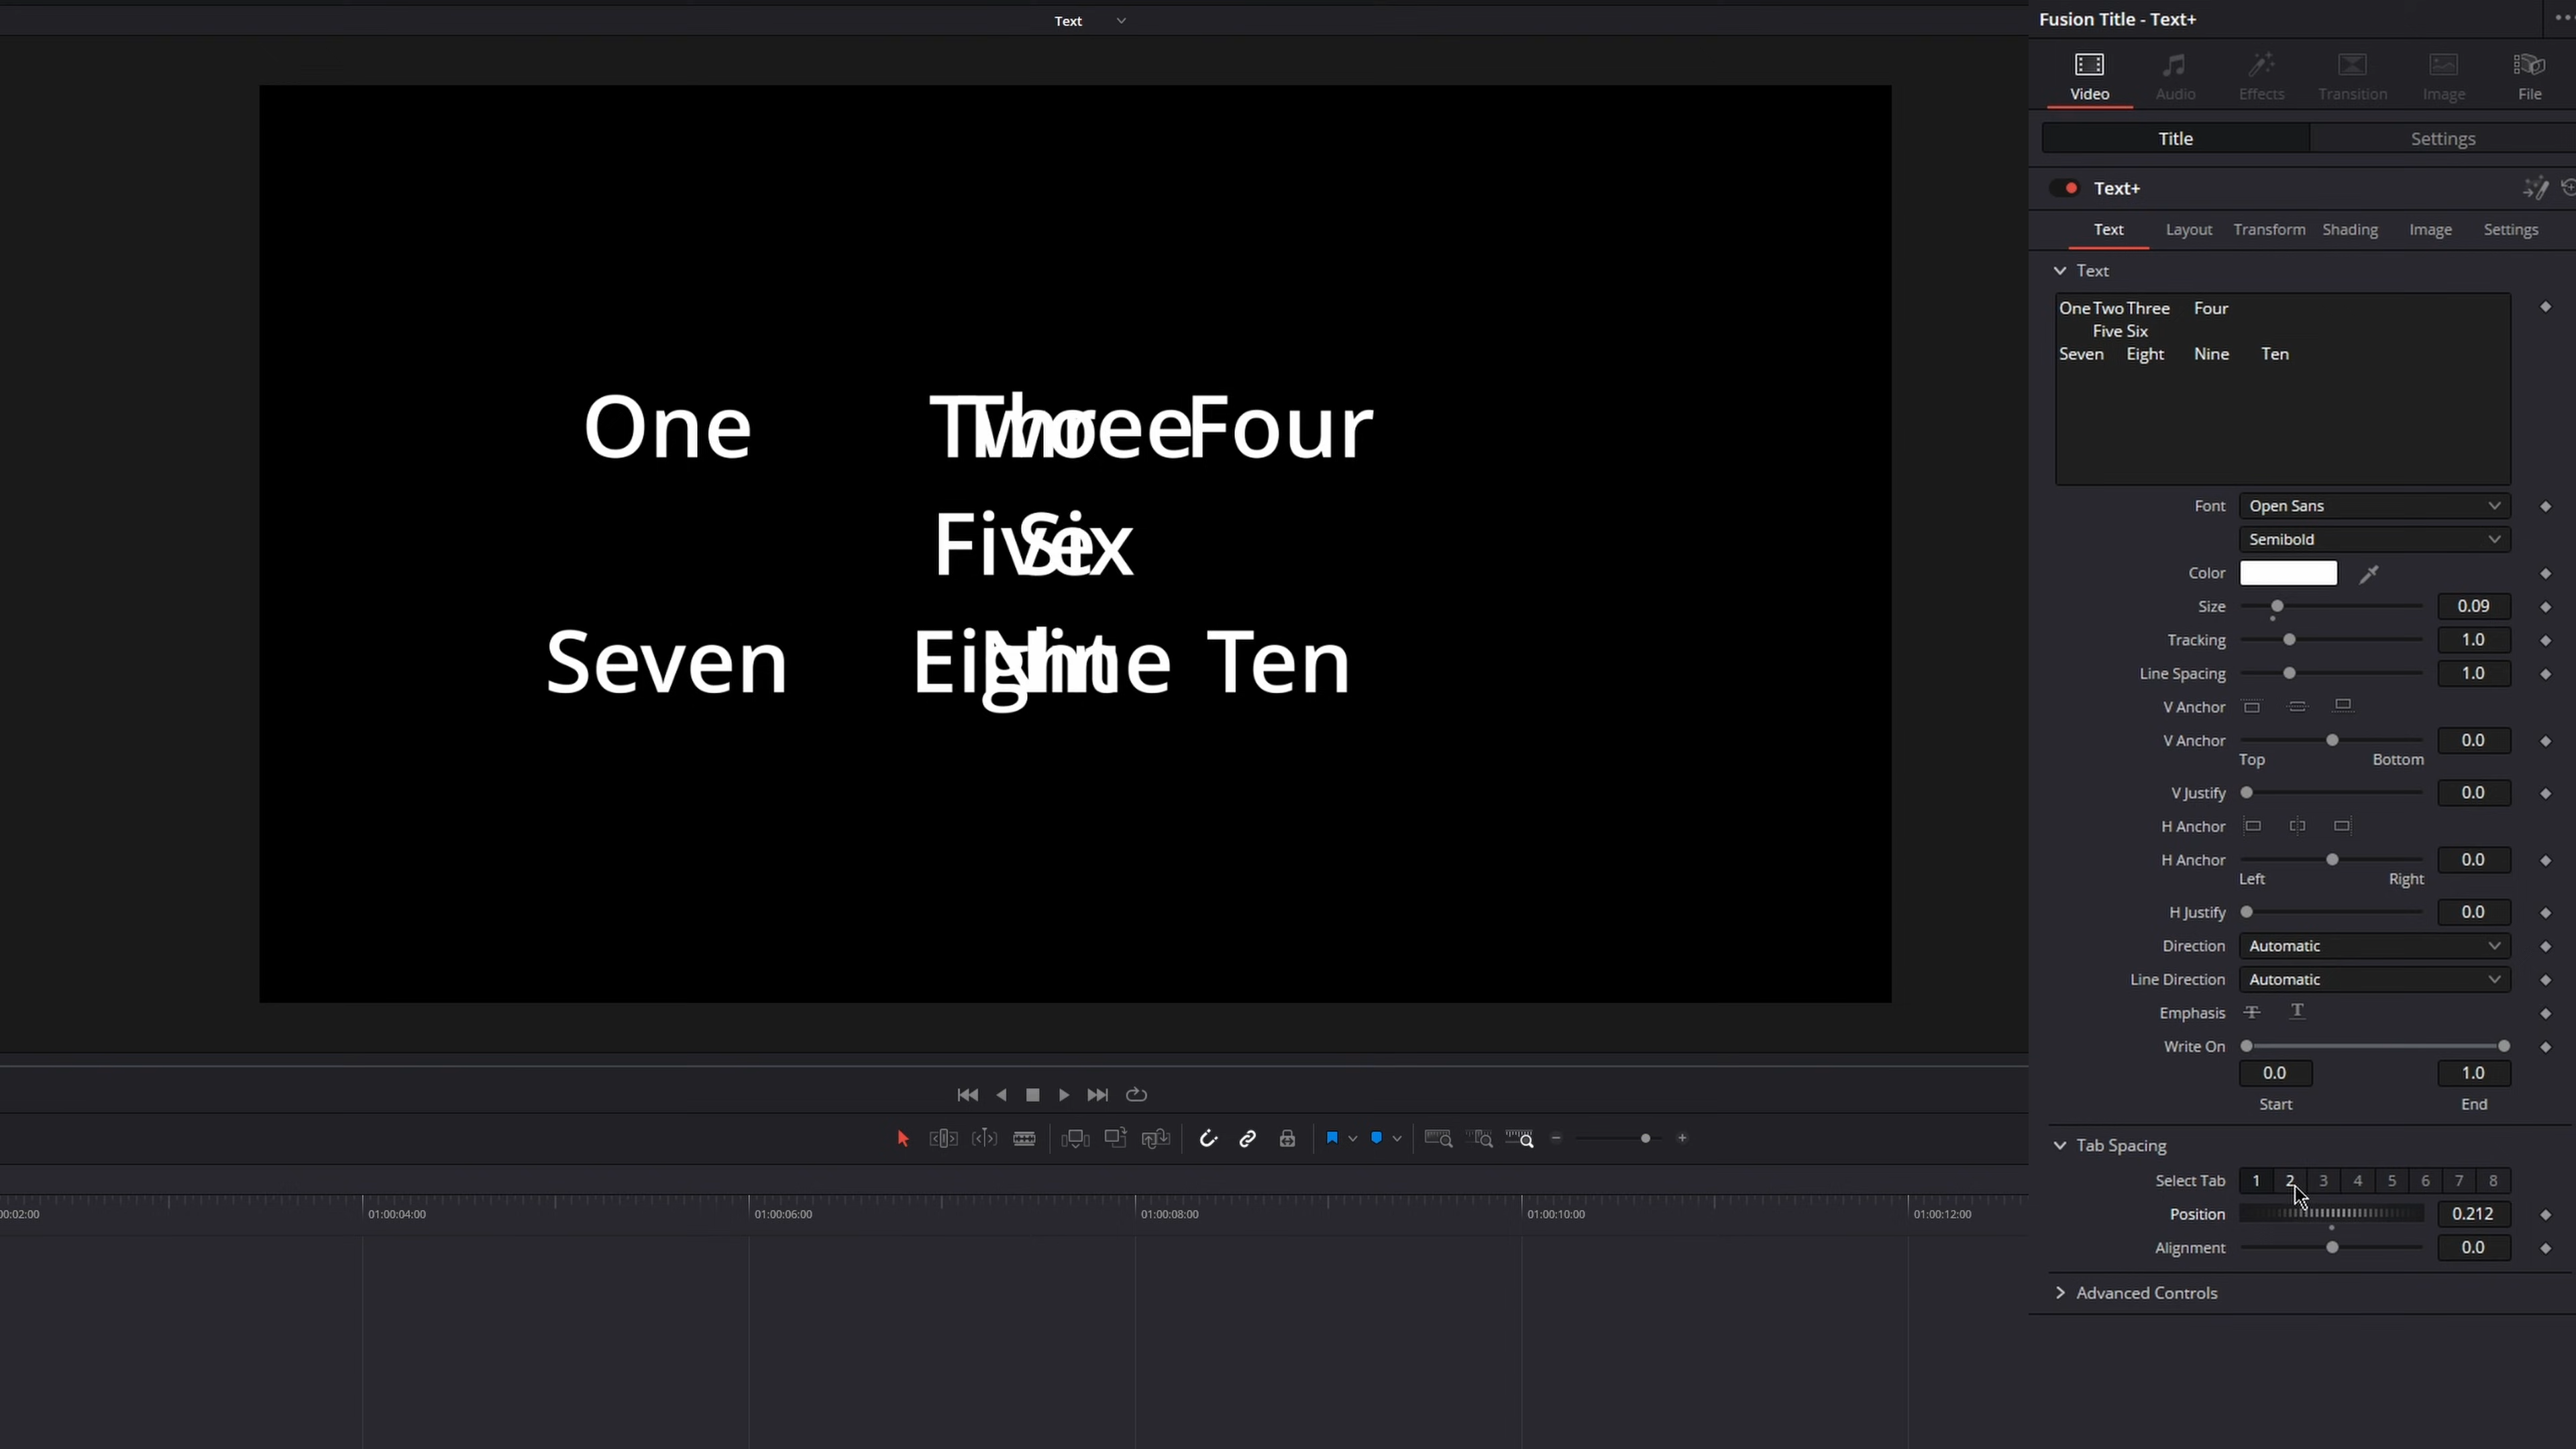 Text
Fusion Title - Text+
Video Audio Effects Transition Image File
Title Settings
Text+
Text Layout Transform Shading Image Settings
Text
One Two Three Four
Five Six
Seven Eight Nine Ten
One Two Three Four
Five Six
Seven Eight Nine Ten
Font Open Sans
Semibold
Color
Size 0.09
Tracking 1.0
Line Spacing 1.0
V Anchor
V Anchor 0.0
Top Bottom
V Justify 0.0
H Anchor
H Anchor 0.0
Left Right
H Justify 0.0
Direction Automatic
Line Direction Automatic
Emphasis T T
Write On
0.0 1.0
Start End
Tab Spacing
Select Tab 1 2 3 4 5 6 7 8
Position 0.212
Alignment 0.0
Advanced Controls
00:02:00 01:00:04:00 01:00:06:00 01:00:08:00 01:00:10:00 01:00:12:00